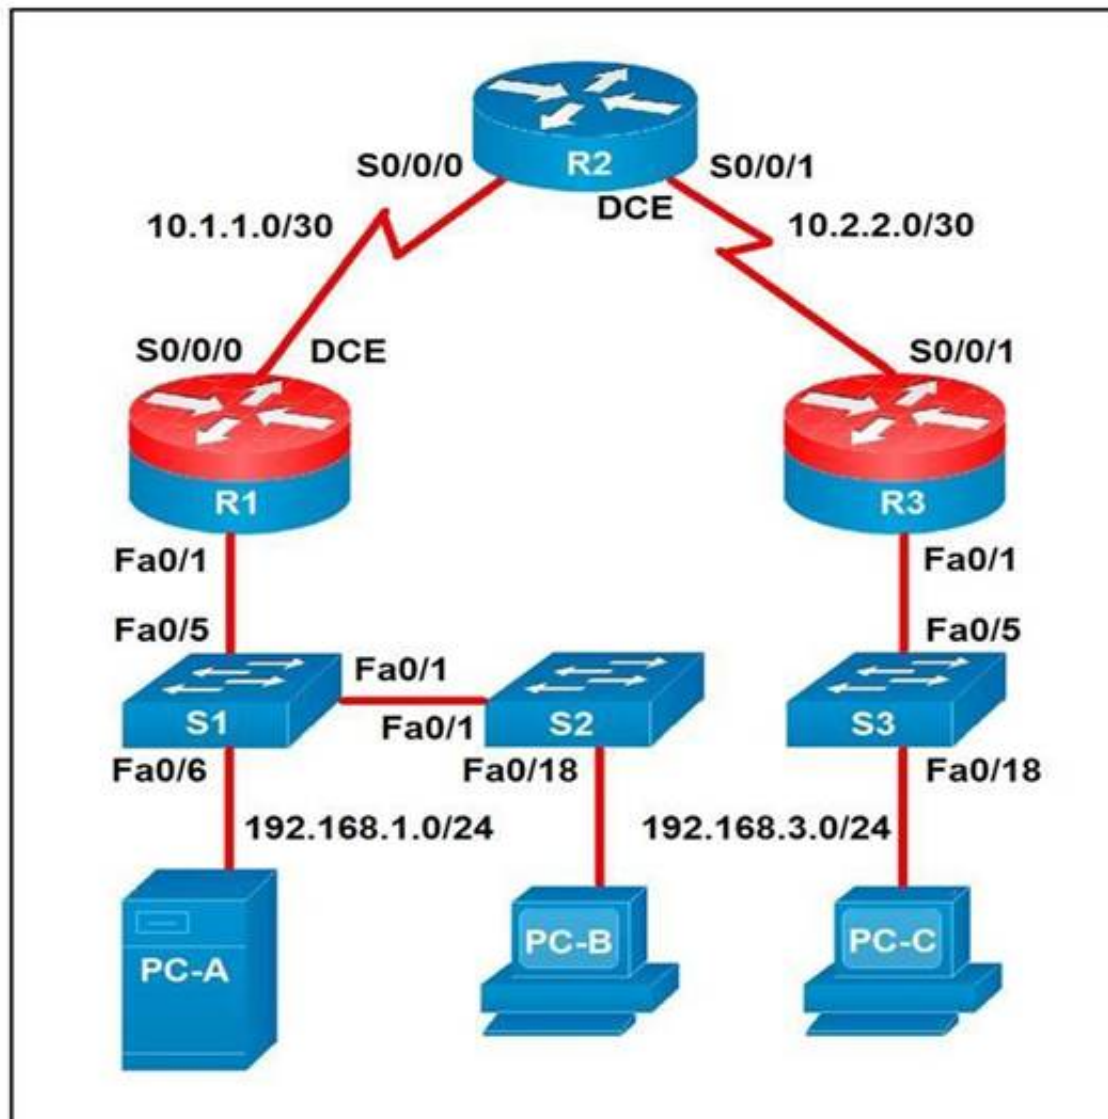 R2
S0/0/0
S0/0/1
DCE
10.1.1.0/30
10.2.2.0/30
S0/0/0
DCE
S0/0/1
R1
R3
Fa0/1
Fa0/1
Fa0/5
Fa0/5
Fa0/1
S1
Fa0/1
S2
S3
Fa0/6
Fa0/18
Fa0/18
192.168.1.0/24
192.168.3.0/24
PC-A
PC-B
PC-C